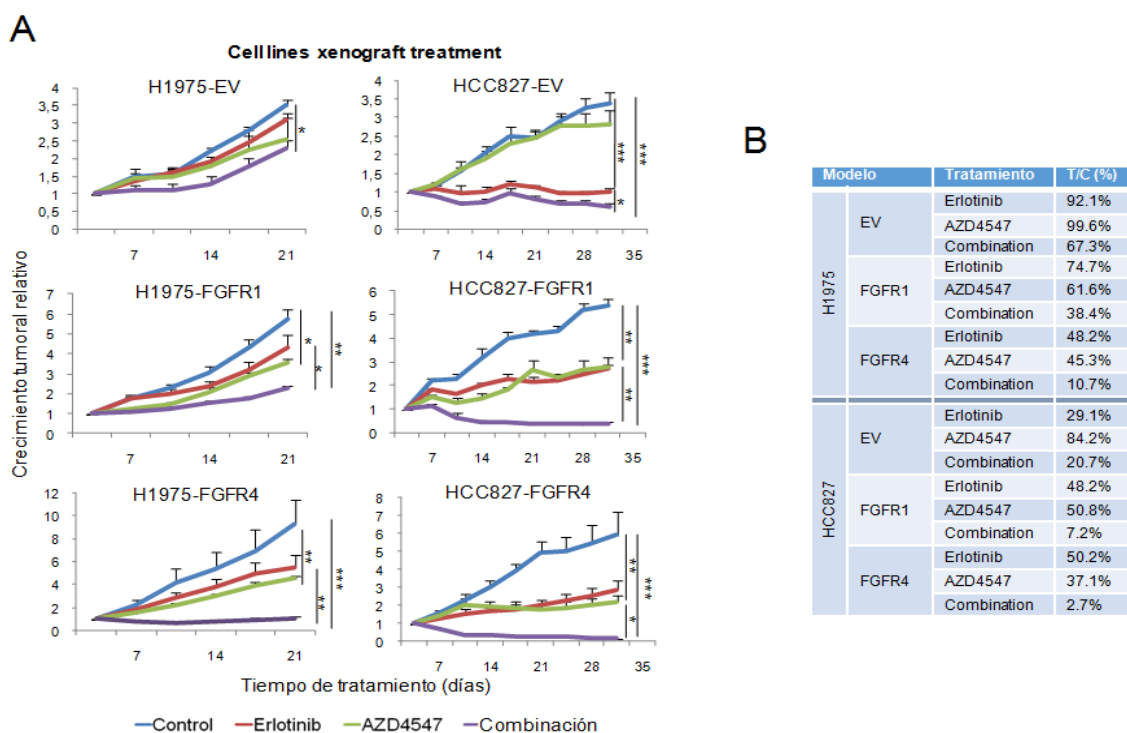 A
Cell lines xenograft treatment
H1975-EV
4
3,5
3
2,5
2
1,5
1
0,5
0
7
14
21
*
HCC827-EV
4
3,5
3
2,5
2
1,5
1
0,5
0
7
14
21
28
35
***
*
***
H1975-FGFR1
7
6
5
4
3
2
1
0
7
14
21
*
*
**
HCC827-FGFR1
6
5
4
3
2
1
0
7
14
21
28
35
**
**
***
H1975-FGFR4
12
10
8
6
4
2
0
7
14
21
**
**
***
HCC827-FGFR4
8
7
6
5
4
3
2
1
0
7
14
21
28
35
**
*
***
Crecimiento tumoral relativo
Tiempo de tratamiento (días)
Control Erlotinib AZD4547 Combinación
B
Modelo Tratamiento T/C (%)
H1975
EV
Erlotinib 92.1%
AZD4547 99.6%
Combination 67.3%
FGFR1
Erlotinib 74.7%
AZD4547 61.6%
Combination 38.4%
FGFR4
Erlotinib 48.2%
AZD4547 45.3%
Combination 10.7%
HCC827
EV
Erlotinib 29.1%
AZD4547 84.2%
Combination 20.7%
FGFR1
Erlotinib 48.2%
AZD4547 50.8%
Combination 7.2%
FGFR4
Erlotinib 50.2%
AZD4547 37.1%
Combination 2.7%